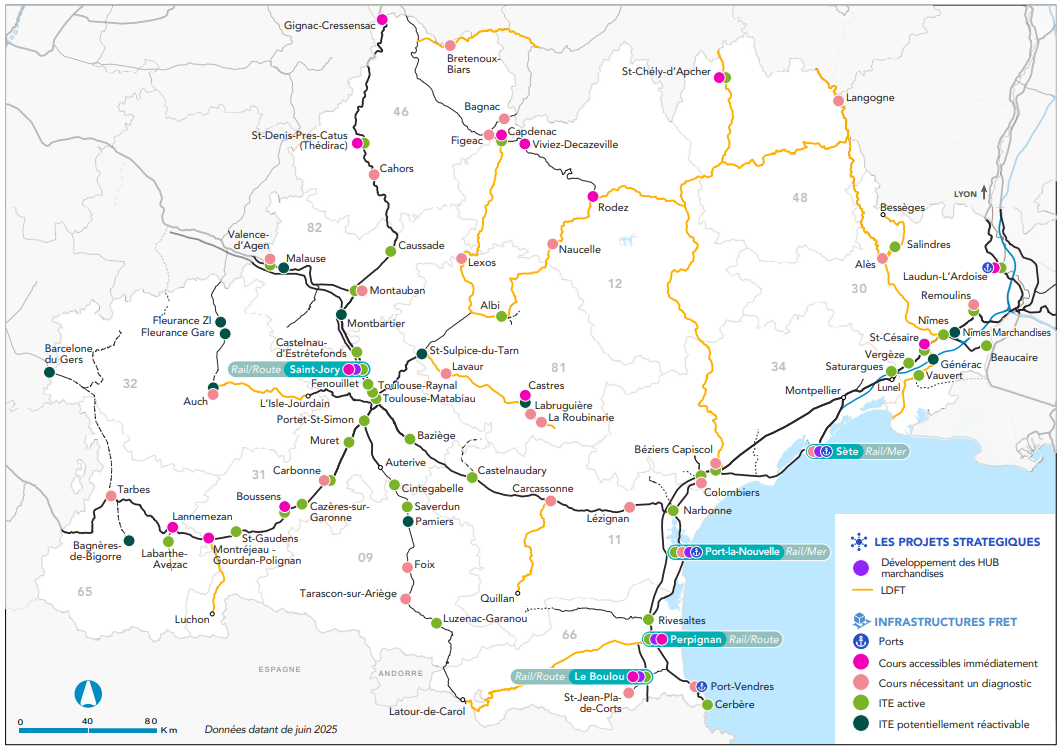 Gignac-Cressensac
Bretenoux-
Biars
St-Chély-d'Apcher
Langogne
46
Bagnac
St-Denis-Pres-Catus
(Thédirac)
Figeac
Capdenac
Viviez-Decazeville
Cahors
LYON
48
Rodez
Bessèges
82
Valence-
d'Agen
Malause
Caussade
Naucelle
Salindres
Lexos
Alès
Laudun-L'Ardoise
12
30
Montauban
Remoulins
Albi
Fleurance ZI
Fleurance Gare
Montbartier
Nîmes
Nîmes Marchandises
Barcelone
du Gers
Castelnau-
d'Estrétefonds
St-Sulpice-du-Tarn
St-Césaire
Vergèze
Beaucaire
Rail/Route Saint-Jory
Lavaur
81
34
Saturargues
Générac
32
Fenouillet
Toulouse-Raynal
Castres
Montpellier
Lunel
Vauvert
Auch
L'Isle-Jourdain
Toulouse-Matabiau
Labruguière
La Roubinarie
Portet-St-Simon
Muret
Baziège
Béziers Capiscol
Sète Rail/Mer
31
Carbonne
Auterive
Castelnaudary
Tarbes
Boussens
Cintegabelle
Carcassonne
Colombiers
Cazères-sur-
Garonne
Saverdun
Lézignan
Narbonne
Lannemezan
Pamiers
Bagnères-
de-Bigorre
Labarthe-
Avezac
St-Gaudens
Montréjeau -
Gourdan-Polignan
11
Port-la-Nouvelle Rail/Mer
09
Foix
65
Tarascon-sur-Ariège
Quillan
Luchon
Luzenac-Garanou
66
Rivesaltes
Perpignan Rail/Route
ESPAGNE
ANDORRE
Rail/Route Le Boulou
St-Jean-Pla-
de-Corts
Port-Vendres
Latour-de-Carol
Cerbère
0 40 80
Km
Données datant de juin 2025
LES PROJETS STRATEGIQUES
Développement des HUB
marchandises
LDFT
INFRASTRUCTURES FRET
Ports
Cours accessibles immédiatement
Cours nécessitant un diagnostic
ITE active
ITE potentiellement réactivable